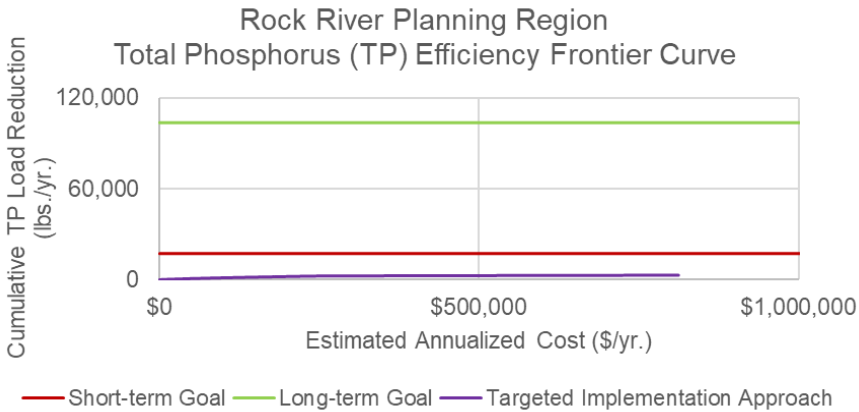 Rock River Planning Region
Total Phosphorus (TP) Efficiency Frontier Curve
Cumulative TP Load Reduction
(lbs./yr.)
120,000
60,000
0
$0
$500,000
$1,000,000
Estimated Annualized Cost ($/yr.)
Short-term Goal
Long-term Goal
Targeted Implementation Approach